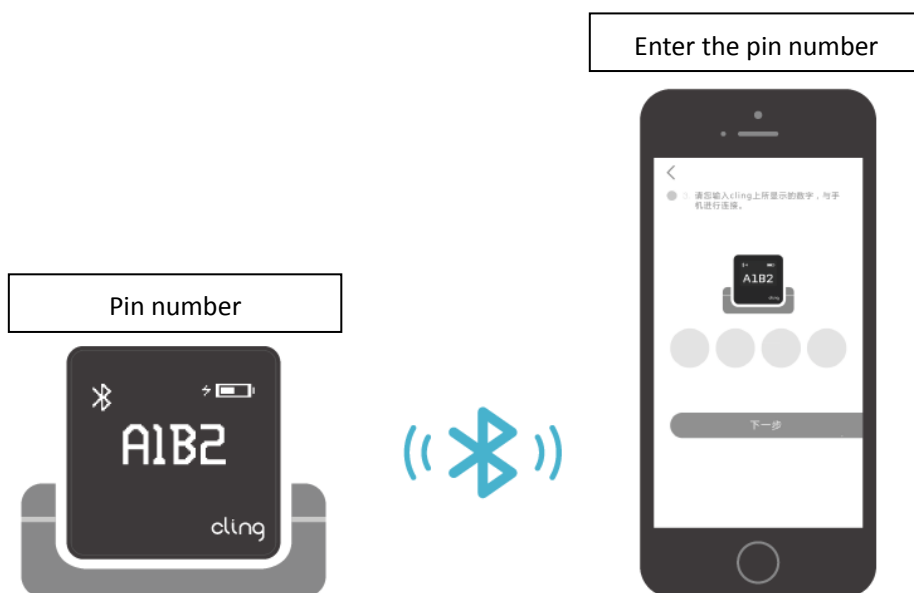 Enter the pin number
请您输入cling上所显示的数字，与手
机进行连接。
A1B2
cling
下一步
Pin number
A1B2
cling